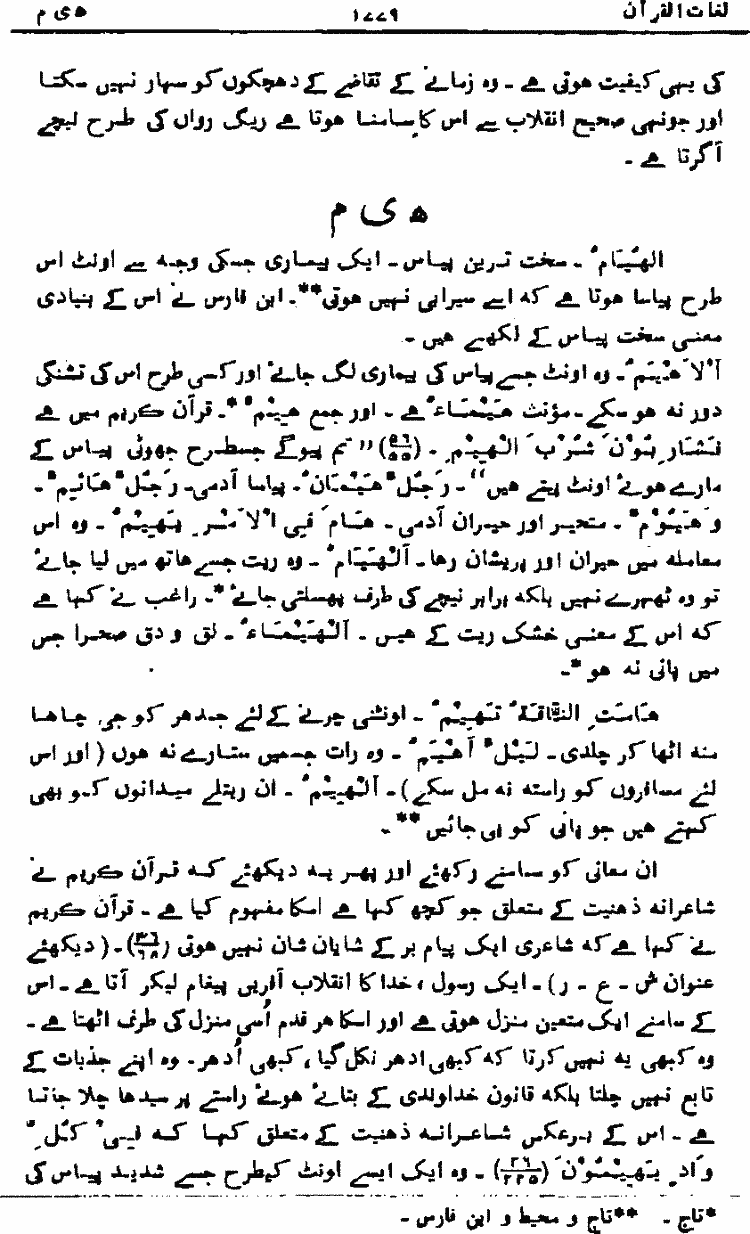 لغات القرآن ۱۷۷۹ ھ ی م
کی یہی کیفیت ہوتی ہے ۔ وہ زمانے کے تقاضے کے دھچکوں کو سہار نہیں سکتا
اور جونہی صحیح انقلاب سے اس کا سامنا ہوتا ہے ریگ رواں کی طرح نیچے
آ گرتا ہے ۔
ھ ی م
الھُیَامُ ۔ سخت ترین پیاس ۔ ایک بیماری جسکی وجہ سے اونٹ اس
طرح پیاسا ہوتا ہے کہ اسے سیرابی نہیں ہوتی**۔ ابن فارس نے اس کے بنیادی
معنی سخت پیاس کے لکھے ہیں ۔
اَلْاَھْیَمُ ۔ وہ اونٹ جسے پیاس کی بیماری لگ جائے اور کسی طرح اس کی تشنگی
دور نہ ہو سکے ۔ مؤنث ھَیْمَاءُ ہے ۔ اور جمع ھِیْمٌ *۔ قرآن کریم میں ہے
فَشَارِبُوْنَ شُرْبَ الْھِیْمِ ۔ (۵۶/۵۵) ”تم پیوگے جسطرح جھوٹی پیاس کے
مارے ہوئے اونٹ پیتے ہیں“ ۔ رَجُلٌ ھَیْمَانُ ۔ پیاسا آدمی ۔ رَجُلٌ ھَائِیمٌ ۔
وَ ھَیُوْمٌ ۔ متحیر اور حیران آدمی ۔ ھَامَ فِی الْاَمْرِ یَھِیْمُ ۔ وہ اس
معاملہ میں حیران اور پریشان رہا ۔ اَلْھَیَامُ ۔ وہ ریت جسے ہاتھ میں لیا جائے
تو وہ ٹھہرے نہیں بلکہ برابر نیچے کی طرف پھسلتی جائے *۔ راغب نے کہا ہے
کہ اس کے معنی خشک ریت کے ہیں ۔ اَلْھَیْمَاءُ ۔ لق و دق صحرا جس
میں پانی نہ ہو *۔
ھَامَتِ النَّاقَۃُ تَھِیْمُ ۔ اونٹنی چرنے کے لئے جدھر کو جی چاہا
منہ اٹھا کر چلدی ۔ لَیْلٌ اَھْیَمُ ۔ وہ رات جسمیں ستارے نہ ہوں (اور اس
لئے مسافروں کو راستہ نہ مل سکے) ۔ اَلْھِیْمُ ۔ ان ریتلے میدانوں کو بھی
کہتے ہیں جو پانی کو پی جائیں **۔
ان معانی کو سامنے رکھئے اور پھر یہ دیکھئے کہ قرآن کریم نے
شاعرانہ ذہنیت کے متعلق جو کچھ کہا ہے اسکا مفہوم کیا ہے ۔ قرآن کریم
نے کہا ہے کہ شاعری ایک پیام بر کے شایان شان نہیں ہوتی (۳۶/۶۸) ۔ (دیکھئے
عنوان ش ۔ ع ۔ ر) ۔ ایک رسول ، خدا کا انقلاب آفریں پیغام لیکر آتا ہے ۔ اس
کے سامنے ایک متعین منزل ہوتی ہے اور اسکا ہر قدم اُسی منزل کی طرف اٹھتا ہے ۔
وہ کبھی یہ نہیں کرتا کہ کبھی ادھر نکل گیا ، کبھی اُدھر ۔ وہ اپنے جذبات کے
تابع نہیں چلتا بلکہ قانون خداوندی کے بتائے ہوئے راستے پر سیدھا چلا جاتا
ہے ۔ اس کے برعکس شاعرانہ ذہنیت کے متعلق کہا کہ فِیْ کُلِّ
وَادٍ یَھِیْمُوْنَ (۲۶/۲۲۵) ۔ وہ ایک ایسے اونٹ کیطرح جسے شدید پیاس کی
*تاج ۔ **تاج و محیط و ابن فارس ۔